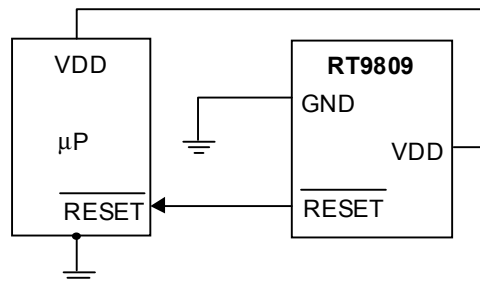 VDD
μP
RESET
RT9809
GND
VDD
RESET